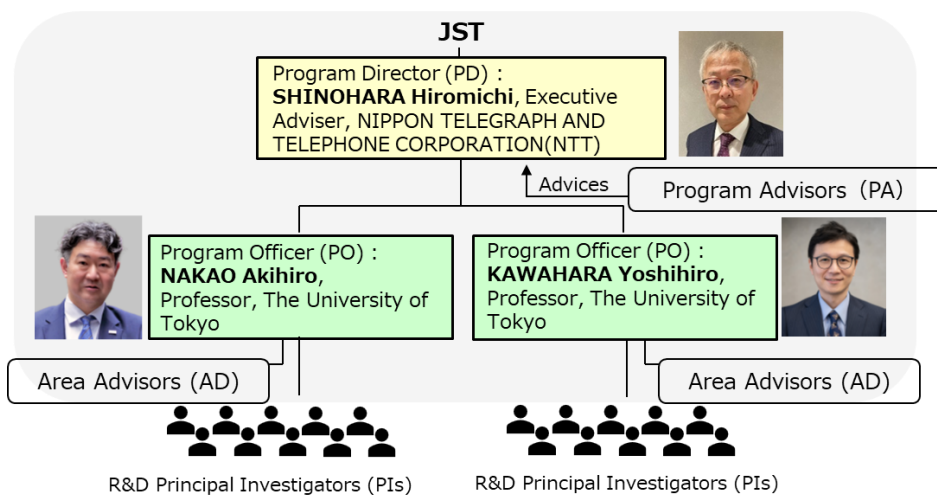 JST
Program Director (PD) :
SHINOHARA Hiromichi, Executive
Adviser, NIPPON TELEGRAPH AND
TELEPHONE CORPORATION(NTT)
Advices
Program Advisors (PA)
Program Officer (PO) :
NAKAO Akihiro,
Professor, The University of
Tokyo
Program Officer (PO) :
KAWAHARA Yoshihiro,
Professor, The University of
Tokyo
Area Advisors (AD)
Area Advisors (AD)
R&D Principal Investigators (PIs)
R&D Principal Investigators (PIs)